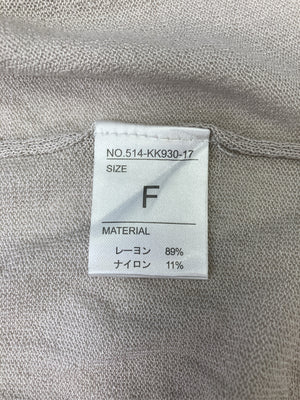 NO.514-KK930-17
SIZE
F
MATERIAL
レーヨン 89%
ナイロン 11%